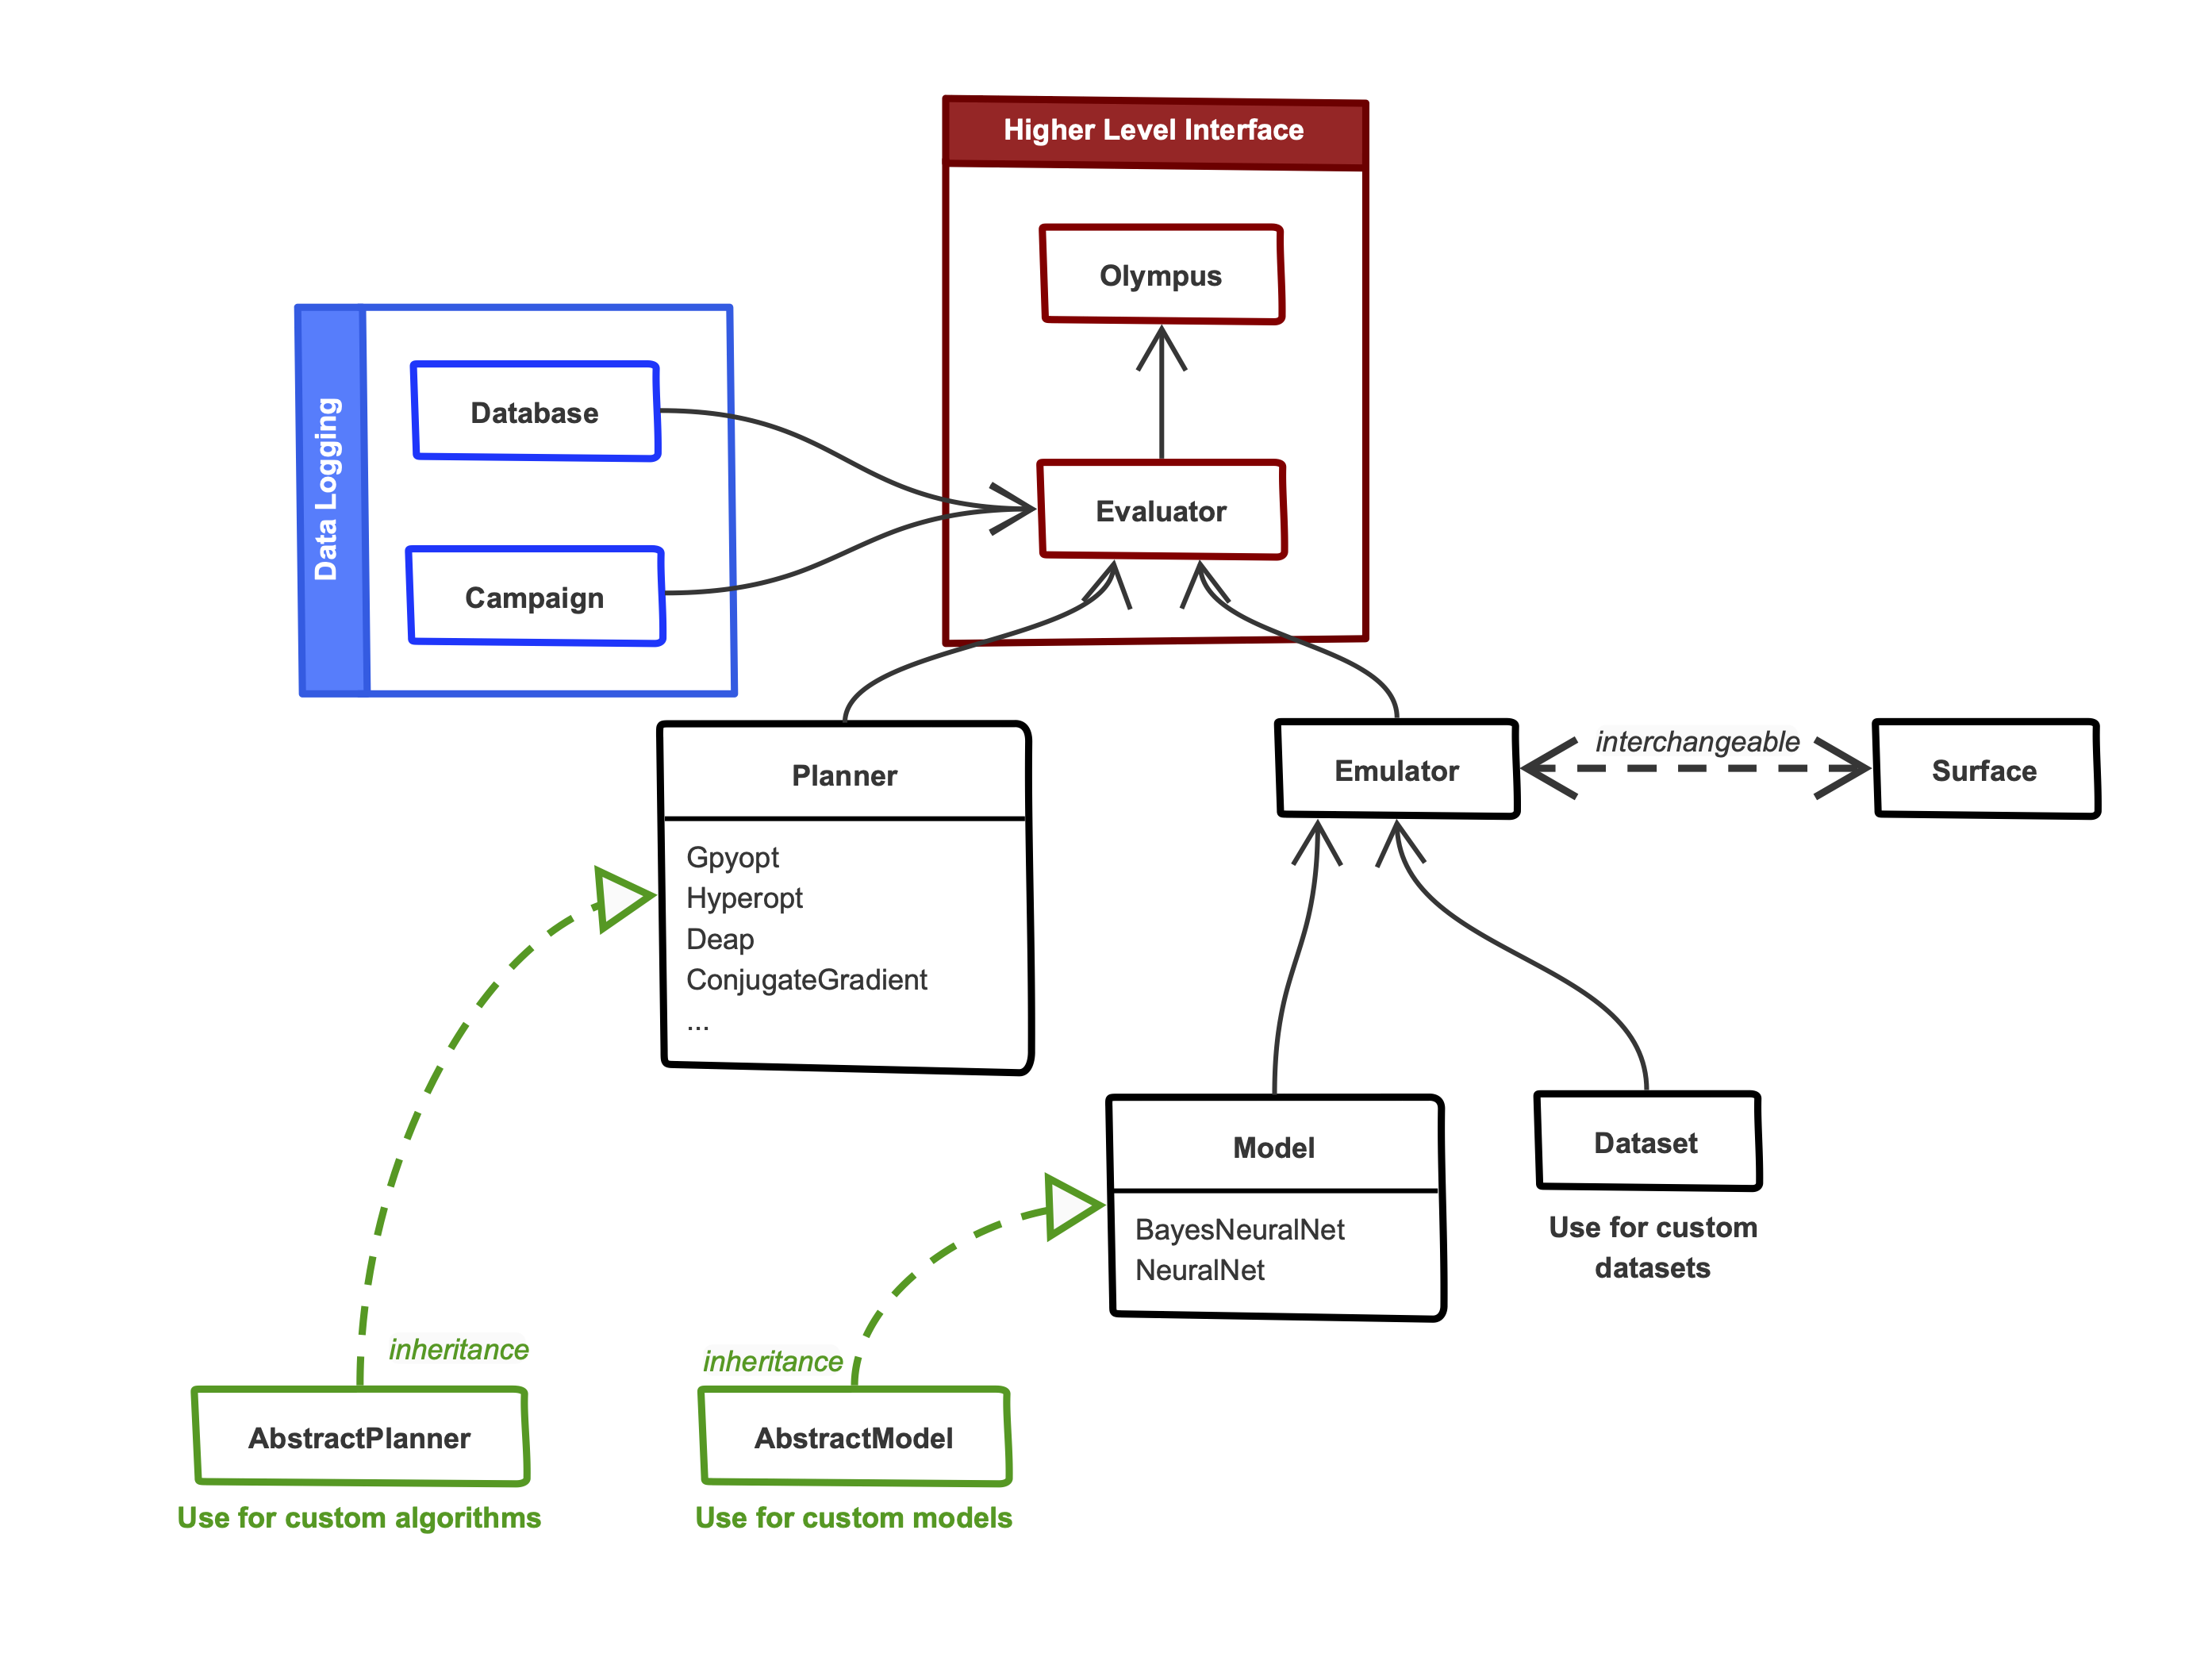 Higher Level Interface
Olympus
Data Logging
Database
Evaluator
Campaign
Planner
Gpyopt
Hyperopt
Deap
ConjugateGradient
...
Emulator
interchangeable
Surface
Model
BayesNeuralNet
NeuralNet
Dataset
Use for custom
datasets
inheritance
AbstractPlanner
Use for custom algorithms
inheritance
AbstractModel
Use for custom models